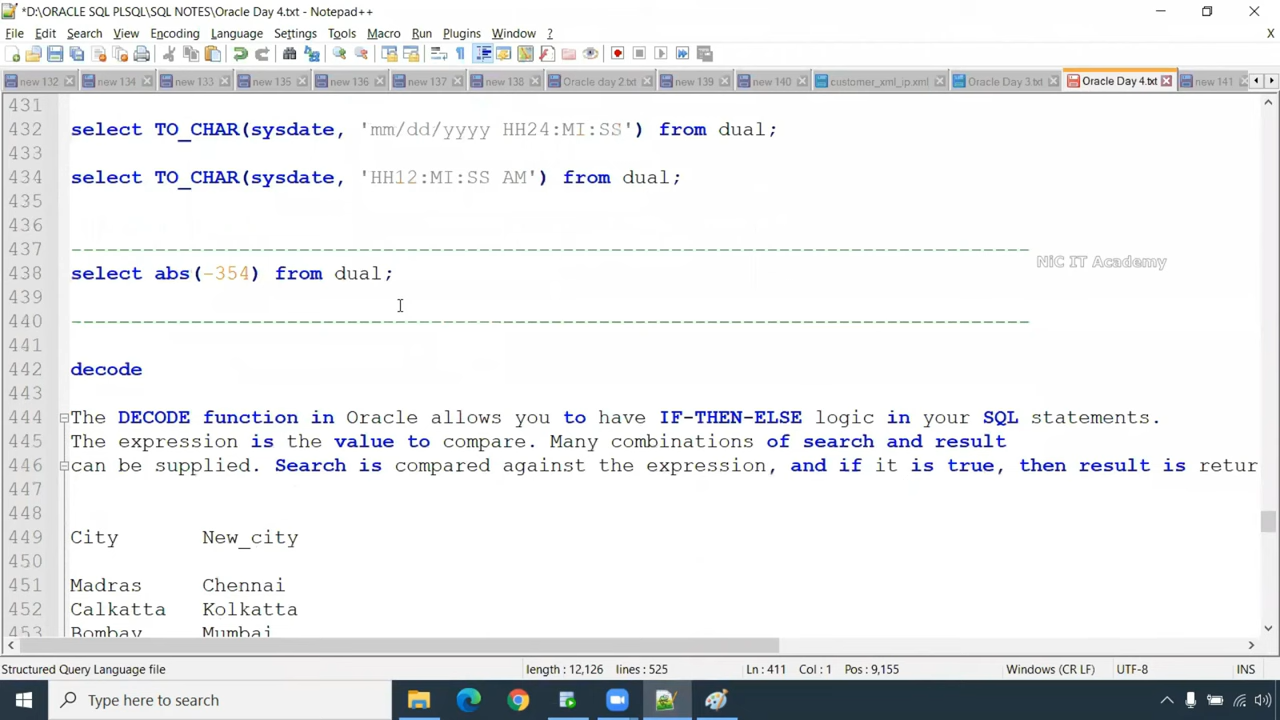 *D:\ORACLE SQL PLSQL\SQL NOTES\Oracle Day 4.txt - Notepad++
File Edit Search View Encoding Language Settings Tools Macro Run Plugins Window ?
X
new 132 new 134 new 133 new 135 new 136 new 137 new 138 Oracle day 2.txt new 139 new 140 customer_xml_ip.xml Oracle Day 3.txt Oracle Day 4.txt new 141
431
432 select TO_CHAR(sysdate, 'mm/dd/yyyy HH24:MI:SS') from dual;
433
434 select TO_CHAR(sysdate, 'HH12:MI:SS AM') from dual;
435
436
437 --------------------------------------------------------------------------------
NiC IT Academy
438 select abs(-354) from dual;
439
440 --------------------------------------------------------------------------------
441
442 decode
443
444 The DECODE function in Oracle allows you to have IF-THEN-ELSE logic in your SQL statements.
445 The expression is the value to compare. Many combinations of search and result
446 can be supplied. Search is compared against the expression, and if it is true, then result is retur
447
448
449 City New_city
450
451 Madras Chennai
452 Calkatta Kolkatta
453 Bombay Mumbai
Structured Query Language file length : 12,126 lines : 525 Ln : 411 Col : 1 Pos : 9,155 Windows (CR LF) UTF-8 INS
Type here to search